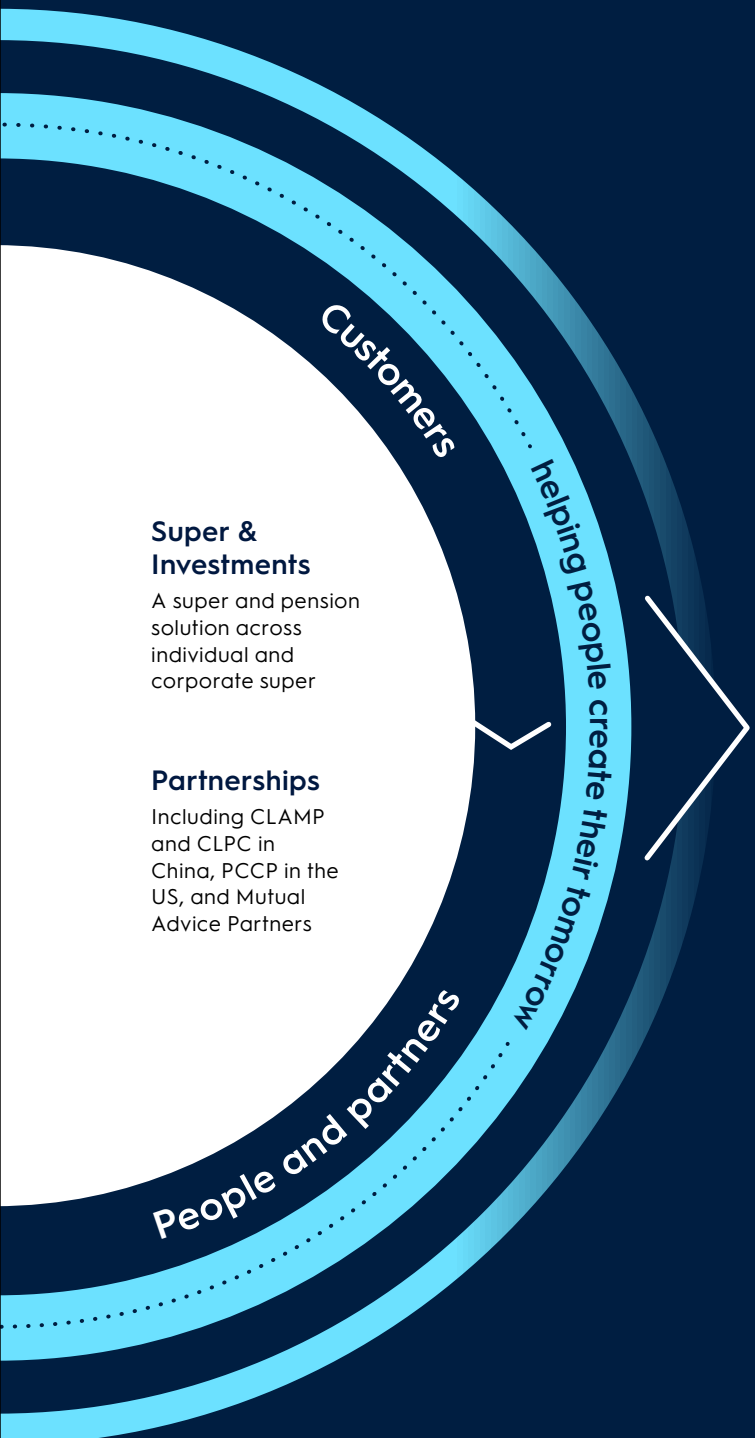 Customers
helping people create their tomorrow
Super &
Investments
A super and pension
solution across
individual and
corporate super
Partnerships
Including CLAMP
and CLPC in
China, PCCP in the
US, and Mutual
Advice Partners
People and partners